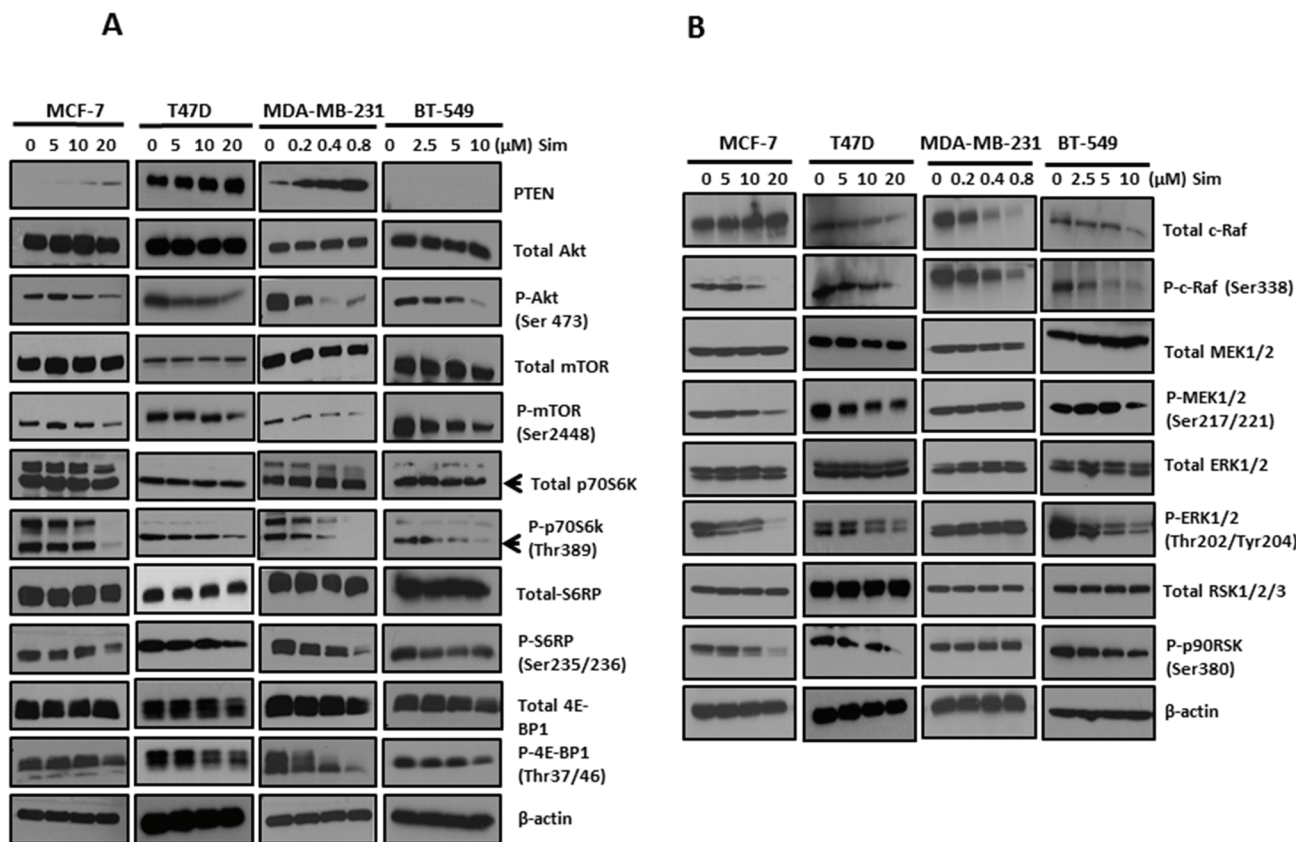 A
MCF-7 T47D MDA-MB-231 BT-549
0 5 10 20 0 5 10 20 0 0.2 0.4 0.8 0 2.5 5 10 (μM) Sim
PTEN
Total Akt
P-Akt
(Ser 473)
Total mTOR
P-mTOR
(Ser2448)
Total p70S6K
P-p70S6k
(Thr389)
Total-S6RP
P-S6RP
(Ser235/236)
Total 4E-
BP1
P-4E-BP1
(Thr37/46)
β-actin
B
MCF-7 T47D MDA-MB-231 BT-549
0 5 10 20 0 5 10 20 0 0.2 0.4 0.8 0 2.5 5 10 (μM) Sim
Total c-Raf
P-c-Raf (Ser338)
Total MEK1/2
P-MEK1/2
(Ser217/221)
Total ERK1/2
P-ERK1/2
(Thr202/Tyr204)
Total RSK1/2/3
P-p90RSK
(Ser380)
β-actin